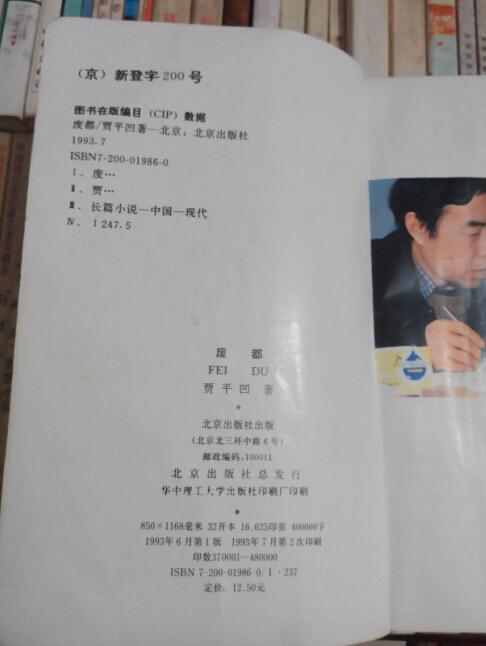 (京) 新登字200号
图书在版编目(CIP)数据
废都/贾平凹著—北京：北京出版社
1993.7
ISBN7-200-01986-0
Ⅰ. 废…
Ⅱ. 贾…
Ⅲ. 长篇小说—中国—现代
Ⅳ. I 247.5
废 都
FEI DU
贾平凹 著
北京出版社出版
(北京北三环中路6号)
邮政编码:100011
北京出版社总发行
华中理工大学出版社印刷厂印刷
850×1168毫米 32开本 16.625印张 400000字
1993年6月第1版 1993年7月第2次印刷
印数370001-480000
ISBN 7-200-01986-0/I·237
定价: 12.50元